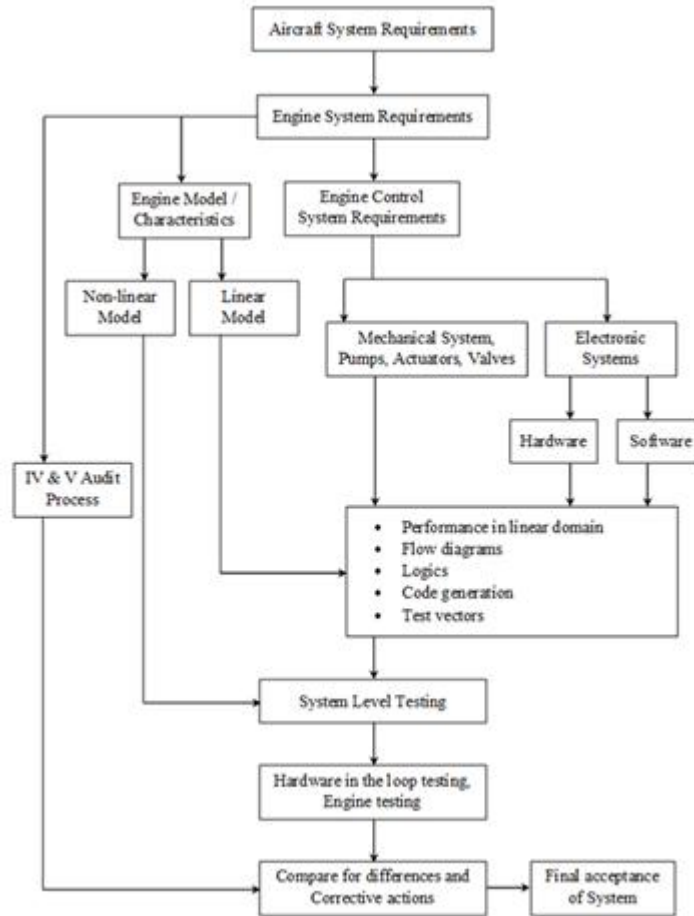 Aircraft System Requirements
Engine System Requirements
Engine Model /
Characteristics
Engine Control
System Requirements
Non-linear
Model
Linear
Model
Mechanical System,
Pumps, Actuators, Valves
Electronic
Systems
Hardware
Software
IV & V Audit
Process
• Performance in linear domain
• Flow diagrams
• Logics
• Code generation
• Test vectors
System Level Testing
Hardware in the loop testing,
Engine testing
Compare for differences and
Corrective actions
Final acceptance
of System